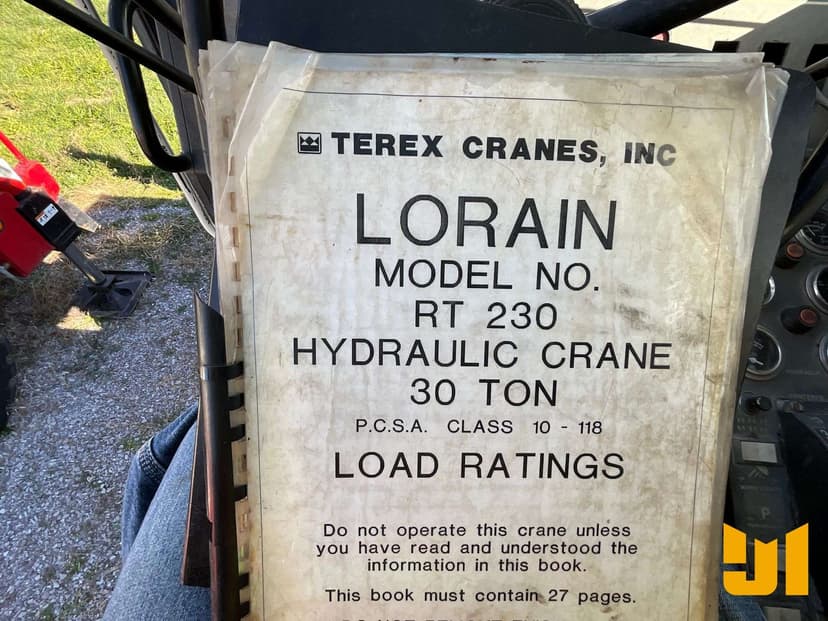 TEREX CRANES, INC
LORAIN
MODEL NO.
RT 230
HYDRAULIC CRANE
30 TON
P.C.S.A. CLASS 10 - 118
LOAD RATINGS
Do not operate this crane unless
you have read and understood the
information in this book.
This book must contain 27 pages.